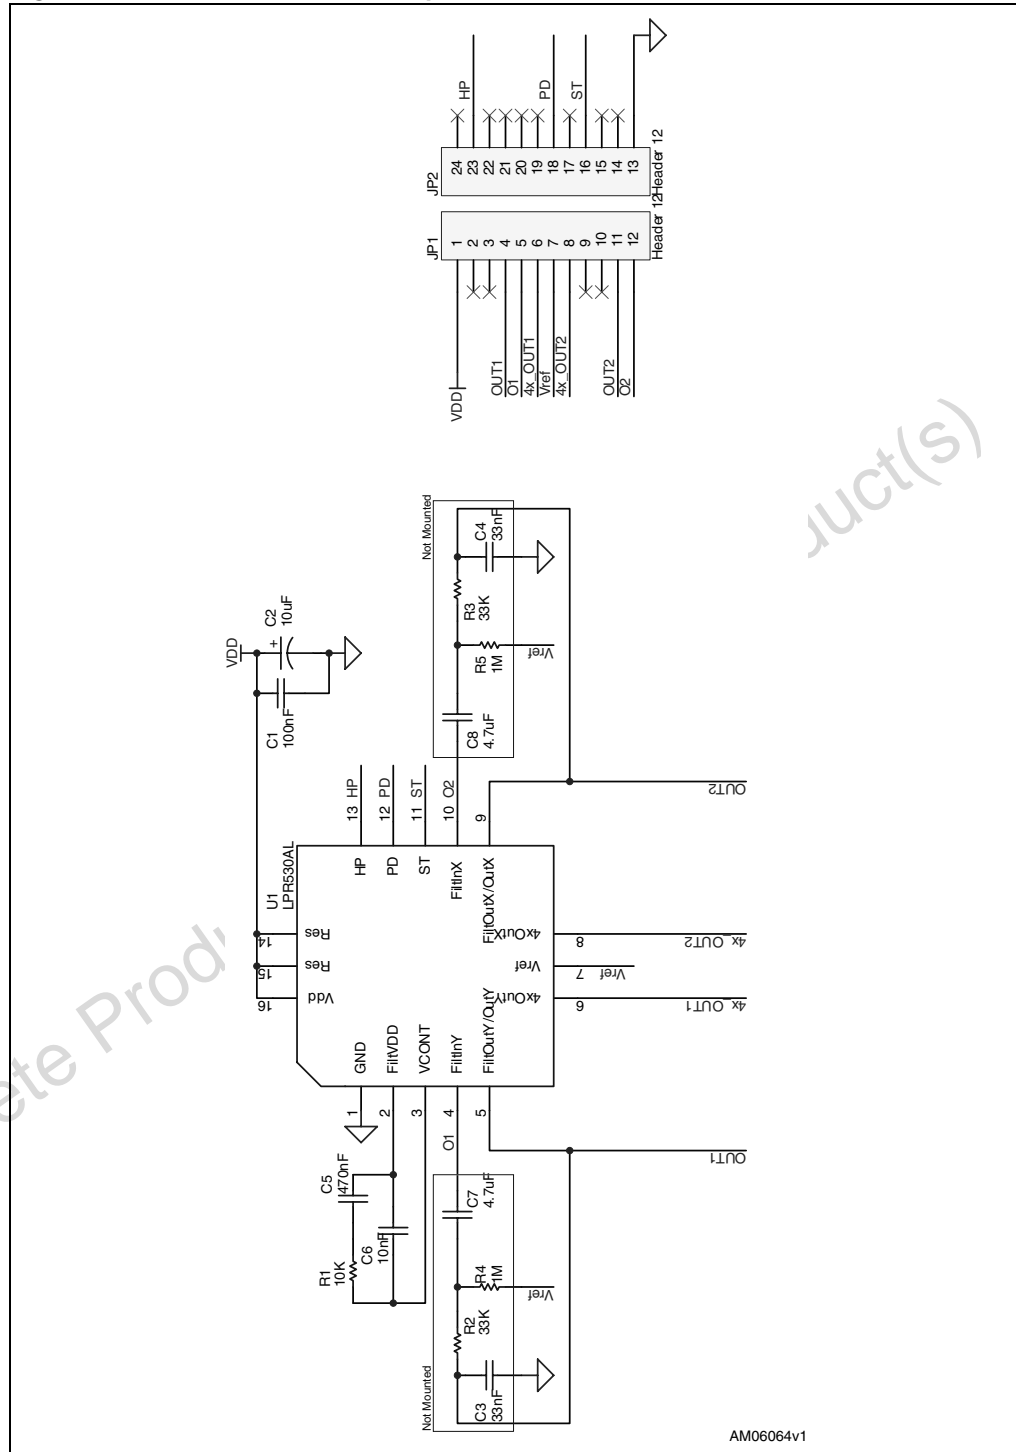 HP
PD
ST
24
23
22
21
20
19
18
17
16
15
14
13
JP2
Header 12
JP1
1
2
3
4
5
6
7
8
9
10
11
12
Header 12
VDD
OUT1
O1
4x_OUT1
Vref
4x_OUT2
OUT2
O2
duct(s)
Not Mounted
C4
33nF
R3
33K
R5
1M
Vref
C8
4.7uF
VDD
C2
10uF
+
C1
100nF
13 HP
12 PD
11 ST
10 O2
9
OUT2
U1
LPR530AL
HP
PD
ST
FiltInX
FiltOutX/OutX
14
Res
15
Res
16
Vdd
4xOutX
8
4x_OUT2
Vref
7
Vref
4xOutY
6
4x_OUT1
GND
FiltVDD
VCONT
FiltInY
FiltOutY/OutY
1
2
3
4
5
O1
OUT1
ete Prod
C5
470nF
R1
10K
C6
10nF
C7
4.7uF
R4
1M
Vref
R2
33K
C3
33nF
Not Mounted
AM06064v1